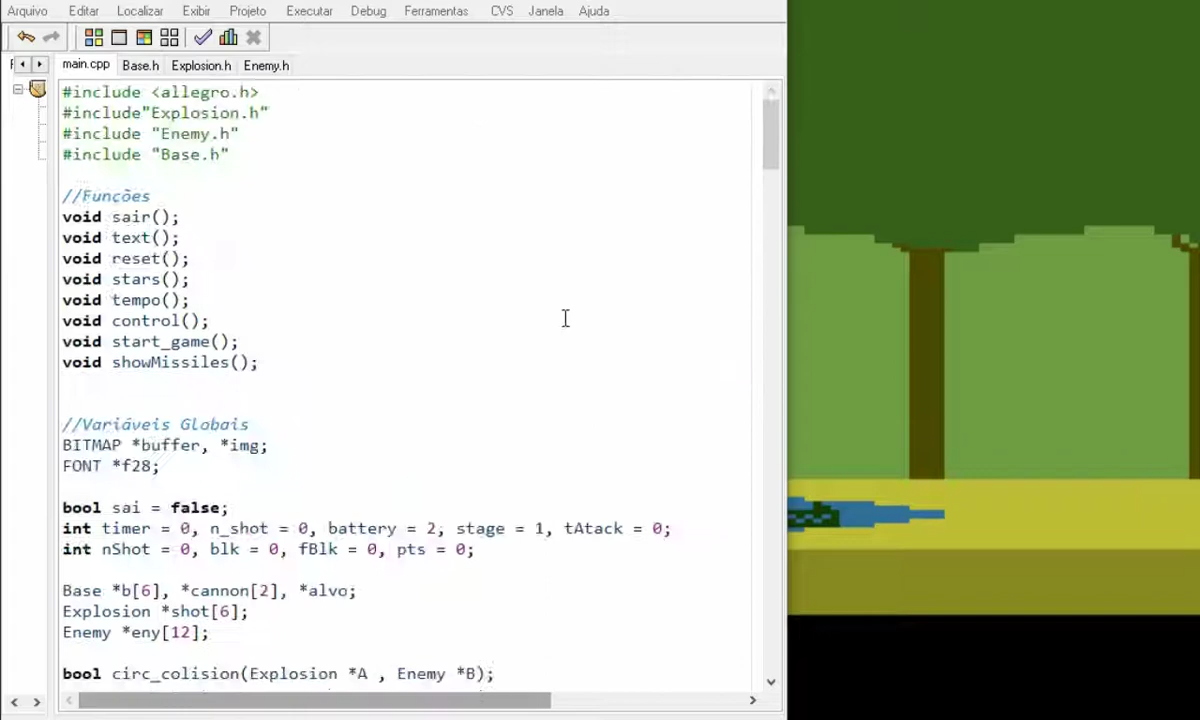 Arquivo Editar Localizar Exibir Projeto Executar Debug Ferramentas CVS Janela Ajuda
main.cpp Base.h Explosion.h Enemy.h
#include <allegro.h>
#include"Explosion.h"
#include "Enemy.h"
#include "Base.h"
//Funcões
void sair();
void text();
void reset();
void stars();
void tempo();
void control();
void start_game();
void showMissiles();
//Variáveis Globais
BITMAP *buffer, *img;
FONT *f28;
bool sai = false;
int timer = 0, n_shot = 0, battery = 2, stage = 1, tAtack = 0;
int nShot = 0, blk = 0, fBlk = 0, pts = 0;
Base *b[6], *cannon[2], *alvo;
Explosion *shot[6];
Enemy *eny[12];
bool circ_colision(Explosion *A , Enemy *B);